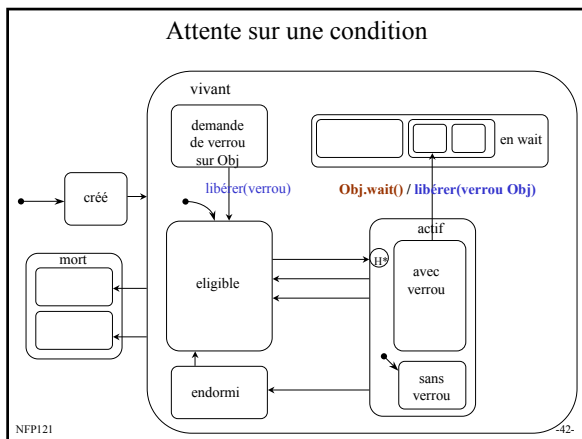 Attente sur une condition
vivant
demande
de verrou
sur Obj
en wait
libérer(verrou)
Obj.wait() / libérer(verrou Obj)
créé
actif
mort
H*
avec
verrou
eligible
endormi
sans
verrou
NFP121
-42-